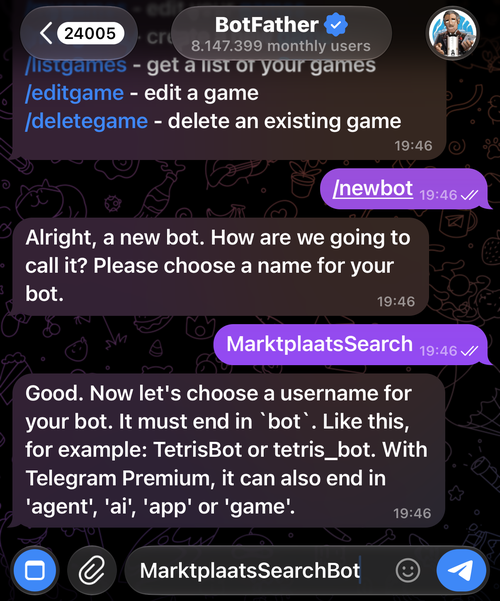 24005
BotFather
8.147.399 monthly users
/listgames - get a list of your games
/editgame - edit a game
/deletegame - delete an existing game
19:46
/newbot 19:46
Alright, a new bot. How are we going to
call it? Please choose a name for your
bot.
19:46
MarktplaatsSearch 19:46
Good. Now let's choose a username for
your bot. It must end in `bot`. Like this,
for example: TetrisBot or tetris_bot. With
Telegram Premium, it can also end in
'agent', 'ai', 'app' or 'game'.
19:46
MarktplaatsSearchBot